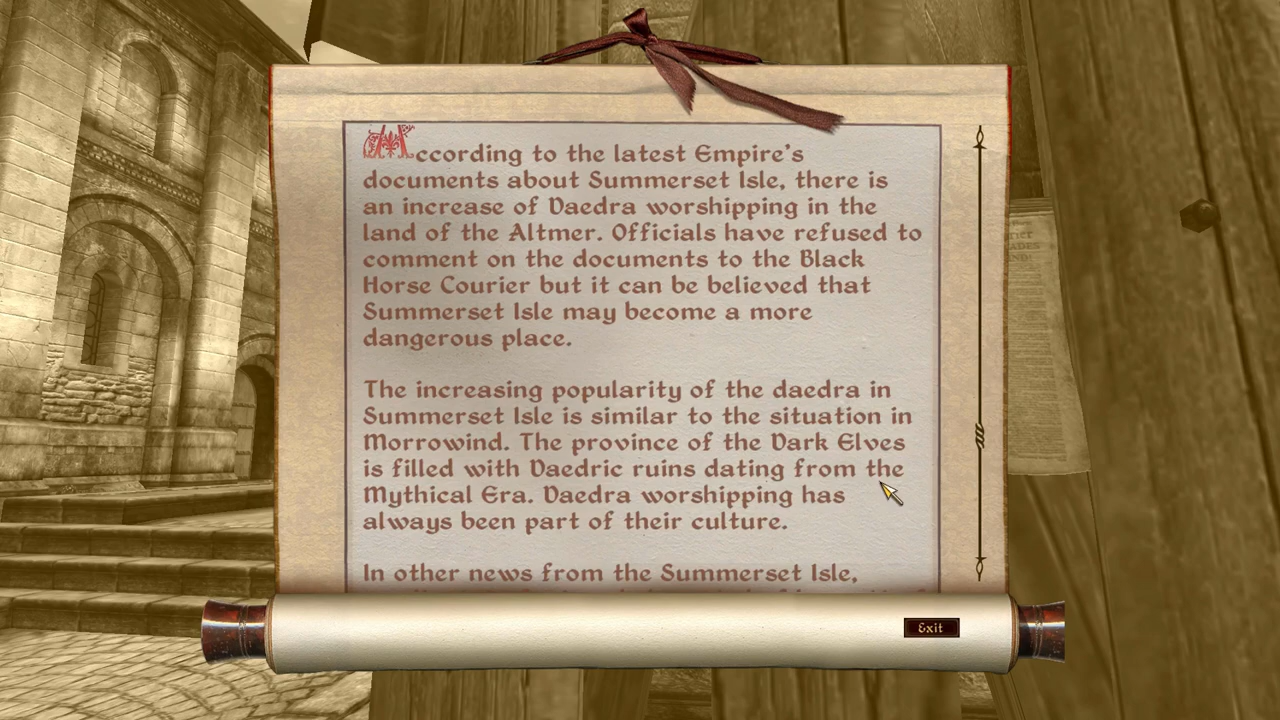 According to the latest Empire's
documents about Summerset Isle, there is
an increase of Daedra worshipping in the
land of the Altmer. Officials have refused to
comment on the documents to the Black
Horse Courier but it can be believed that
Summerset Isle may become a more
dangerous place.
The increasing popularity of the daedra in
Summerset Isle is similar to the situation in
Morrowind. The province of the Dark Elves
is filled with Daedric ruins dating from the
Mythical Era. Daedra worshipping has
always been part of their culture.
In other news from the Summerset Isle,
Exit